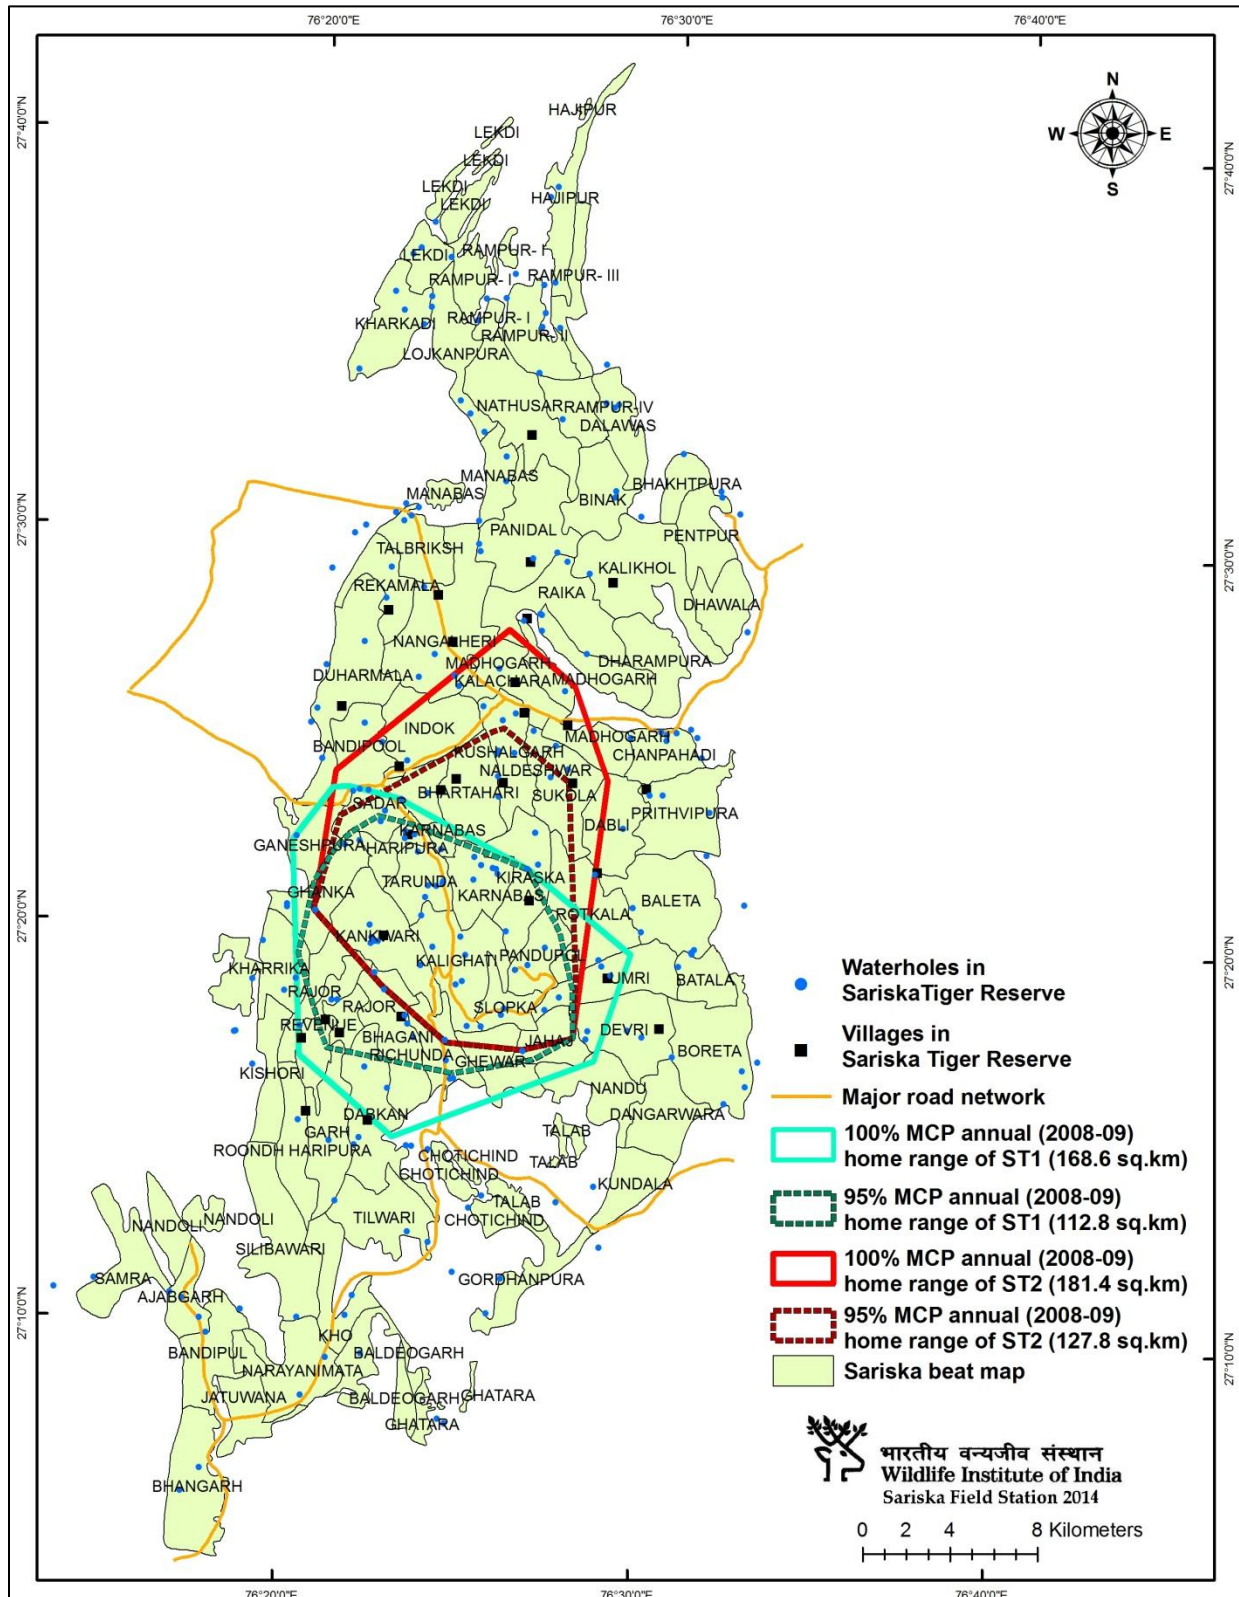 76°20'0"E
76°30'0"E
76°40'0"E
27°40'0"N
27°40'0"N
N
W
E
S
HAJIPUR
LEKDI
LEKDI
LEKDI
LEKDI
HAJIPUR
LEKDI
RAMPUR- I
RAMPUR- I
RAMPUR- III
KHARKADI
RAMPUR- I
RAMPUR- II
LOJKANPURA
NATHUSAR
RAMPUR-IV
DALAWAS
MANABAS
MANABAS
BHAKHTPURA
BINAK
27°30'0"N
PANIDAL
PENTPUR
TALBRIKSH
27°30'0"N
KALIKHOL
REKAMALA
RAIKA
DHAWALA
NANGALHERI
MADHOGARH
DHARAMPURA
DUHARMALA
KALACHARA
MADHOGARH
INDOK
MADHOGARH
BANDIPOOL
KUSHALGARH
CHANPAHADI
NALDESHWAR
BHARTAHARI
SUKOLA
SADAR
PRITHVIPURA
KARNABAS
DABLI
GANESHPURA
HARIPURA
KIRASKA
TARUNDA
GHANKA
KARNABAS
BALETA
27°20'0"N
ROTKALA
KANKWARI
KALIGHATI
PANDUPOL
27°20'0"N
KHARRIKA
UMRI
BATALA
RAJOR
RAJOR
SLOPKA
REVENUE
DEVRI
BHAGANI
JAHAJ
BORETA
RICHUNDA
GHEWAR
KISHORI
NANDU
DABKAN
DANGARWARA
GARH
TALAB
ROONDH HARIPURA
CHOTICHIND
TALAB
CHOTICHIND
KUNDALA
NANDOLI
NANDOLI
TILWARI
TALAB
CHOTICHIND
SILIBAWARI
SAMRA
GORDHANPURA
AJABGARH
27°10'0"N
KHO
BANDIPUL
BALDEOGARH
27°10'0"N
NARAYANIMATA
JATUWANA
BALDEOGARH
GHATARA
GHATARA
BHANGARH
Waterholes in
SariskaTiger Reserve
Villages in
Sariska Tiger Reserve
Major road network
100% MCP annual (2008-09)
home range of ST1 (168.6 sq.km)
95% MCP annual (2008-09)
home range of ST1 (112.8 sq.km)
100% MCP annual (2008-09)
home range of ST2 (181.4 sq.km)
95% MCP annual (2008-09)
home range of ST2 (127.8 sq.km)
Sariska beat map
भारतीय वन्यजीव संस्थान
Wildlife Institute of India
Sariska Field Station 2014
0 2 4 8 Kilometers
76°20'0"E
76°30'0"E
76°40'0"E